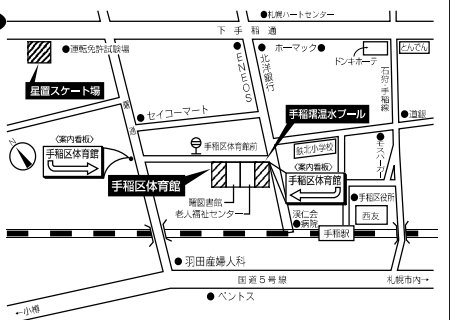 ●札幌ハートセンター
下手稲通
●運転免許試験場
ENEOS
北洋銀行
ホーマック●
ドンキホーテ
とんでん
石狩・手稲線
星置スケート場
●セイコーマート
手稲曙温水プール
●道銀
N
〈案内看板〉
手稲区体育館
手稲区体育館前
鉄北小学校
●モスバーガー
手稲区体育館
〈案内看板〉
手稲区体育館
曙図書館
老人福祉センター
●手稲区役所
西友
渓仁会
●病院
手稲駅
●羽田産婦人科
国道5号線
札幌市内→
←小樽
●ベントス